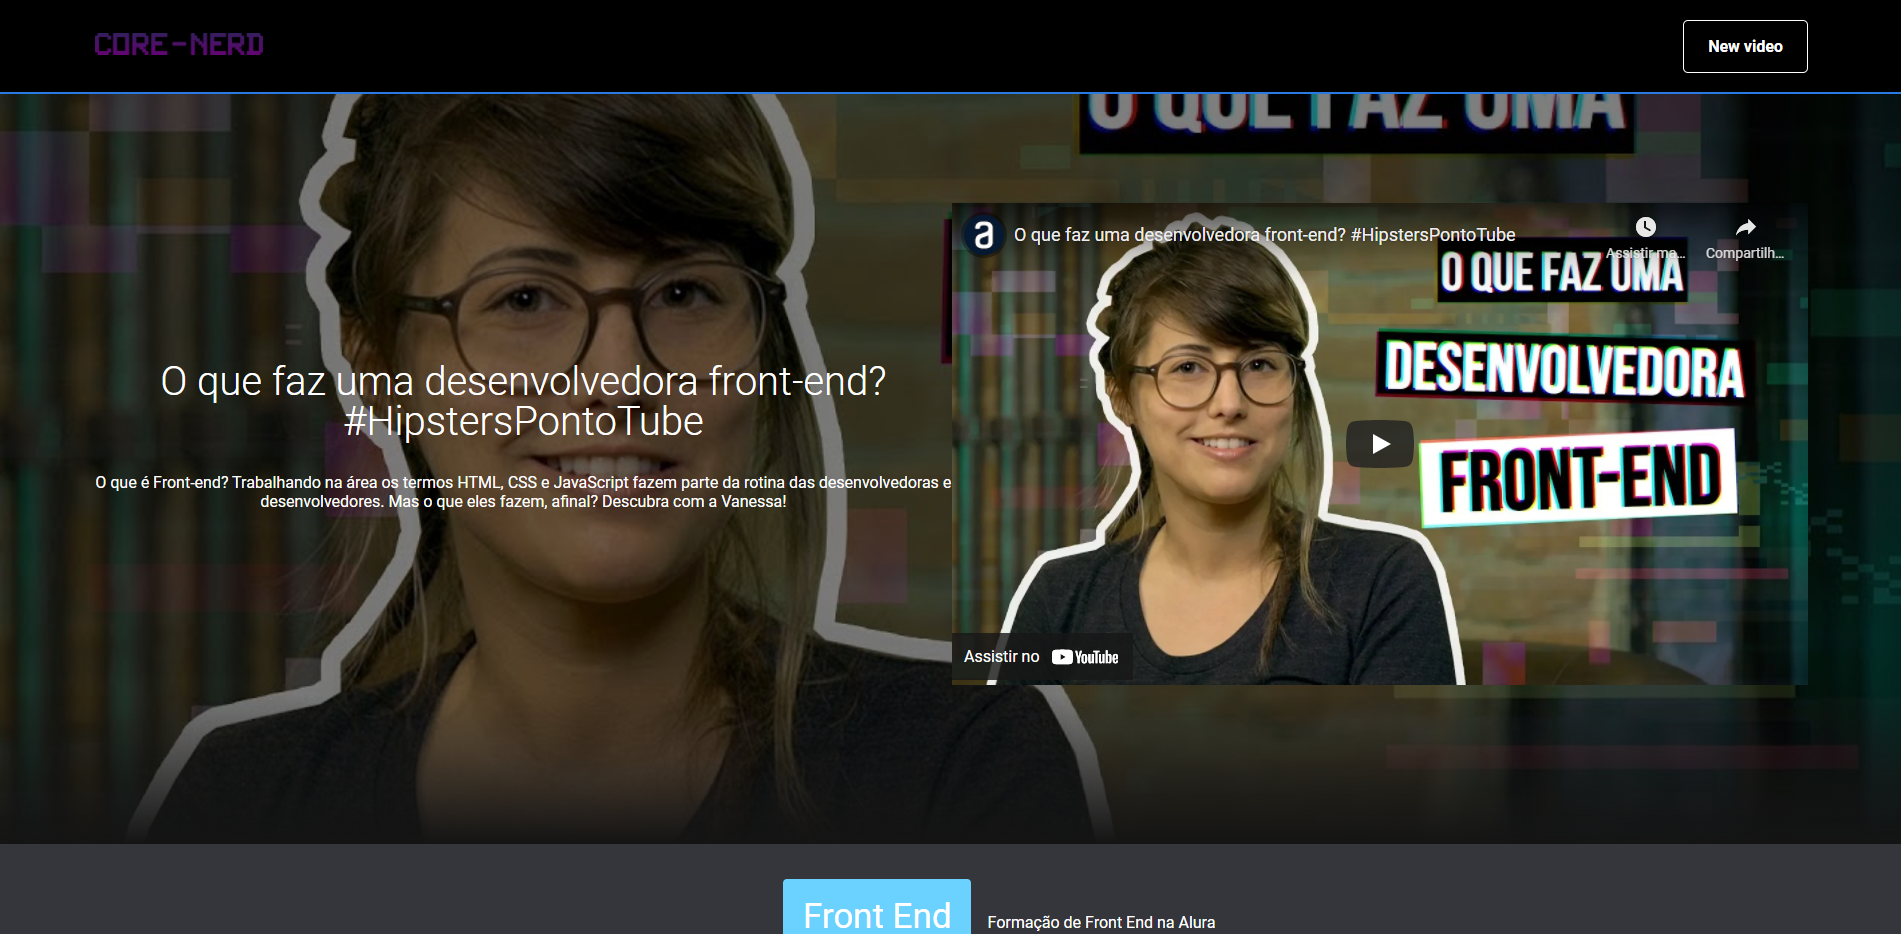 CORE-NERD
New video
O QUE FAZ UMA
O que faz uma desenvolvedora front-end? #HipstersPontoTube
Assistir ma...
Compartilh...
O QUE FAZ UMA
DESENVOLVEDORA
FRONT-END
O que faz uma desenvolvedora front-end?
#HipstersPontoTube
O que é Front-end? Trabalhando na área os termos HTML, CSS e JavaScript fazem parte da rotina das desenvolvedoras e
desenvolvedores. Mas o que eles fazem, afinal? Descubra com a Vanessa!
Assistir no YouTube
Front End
Formação de Front End na Alura